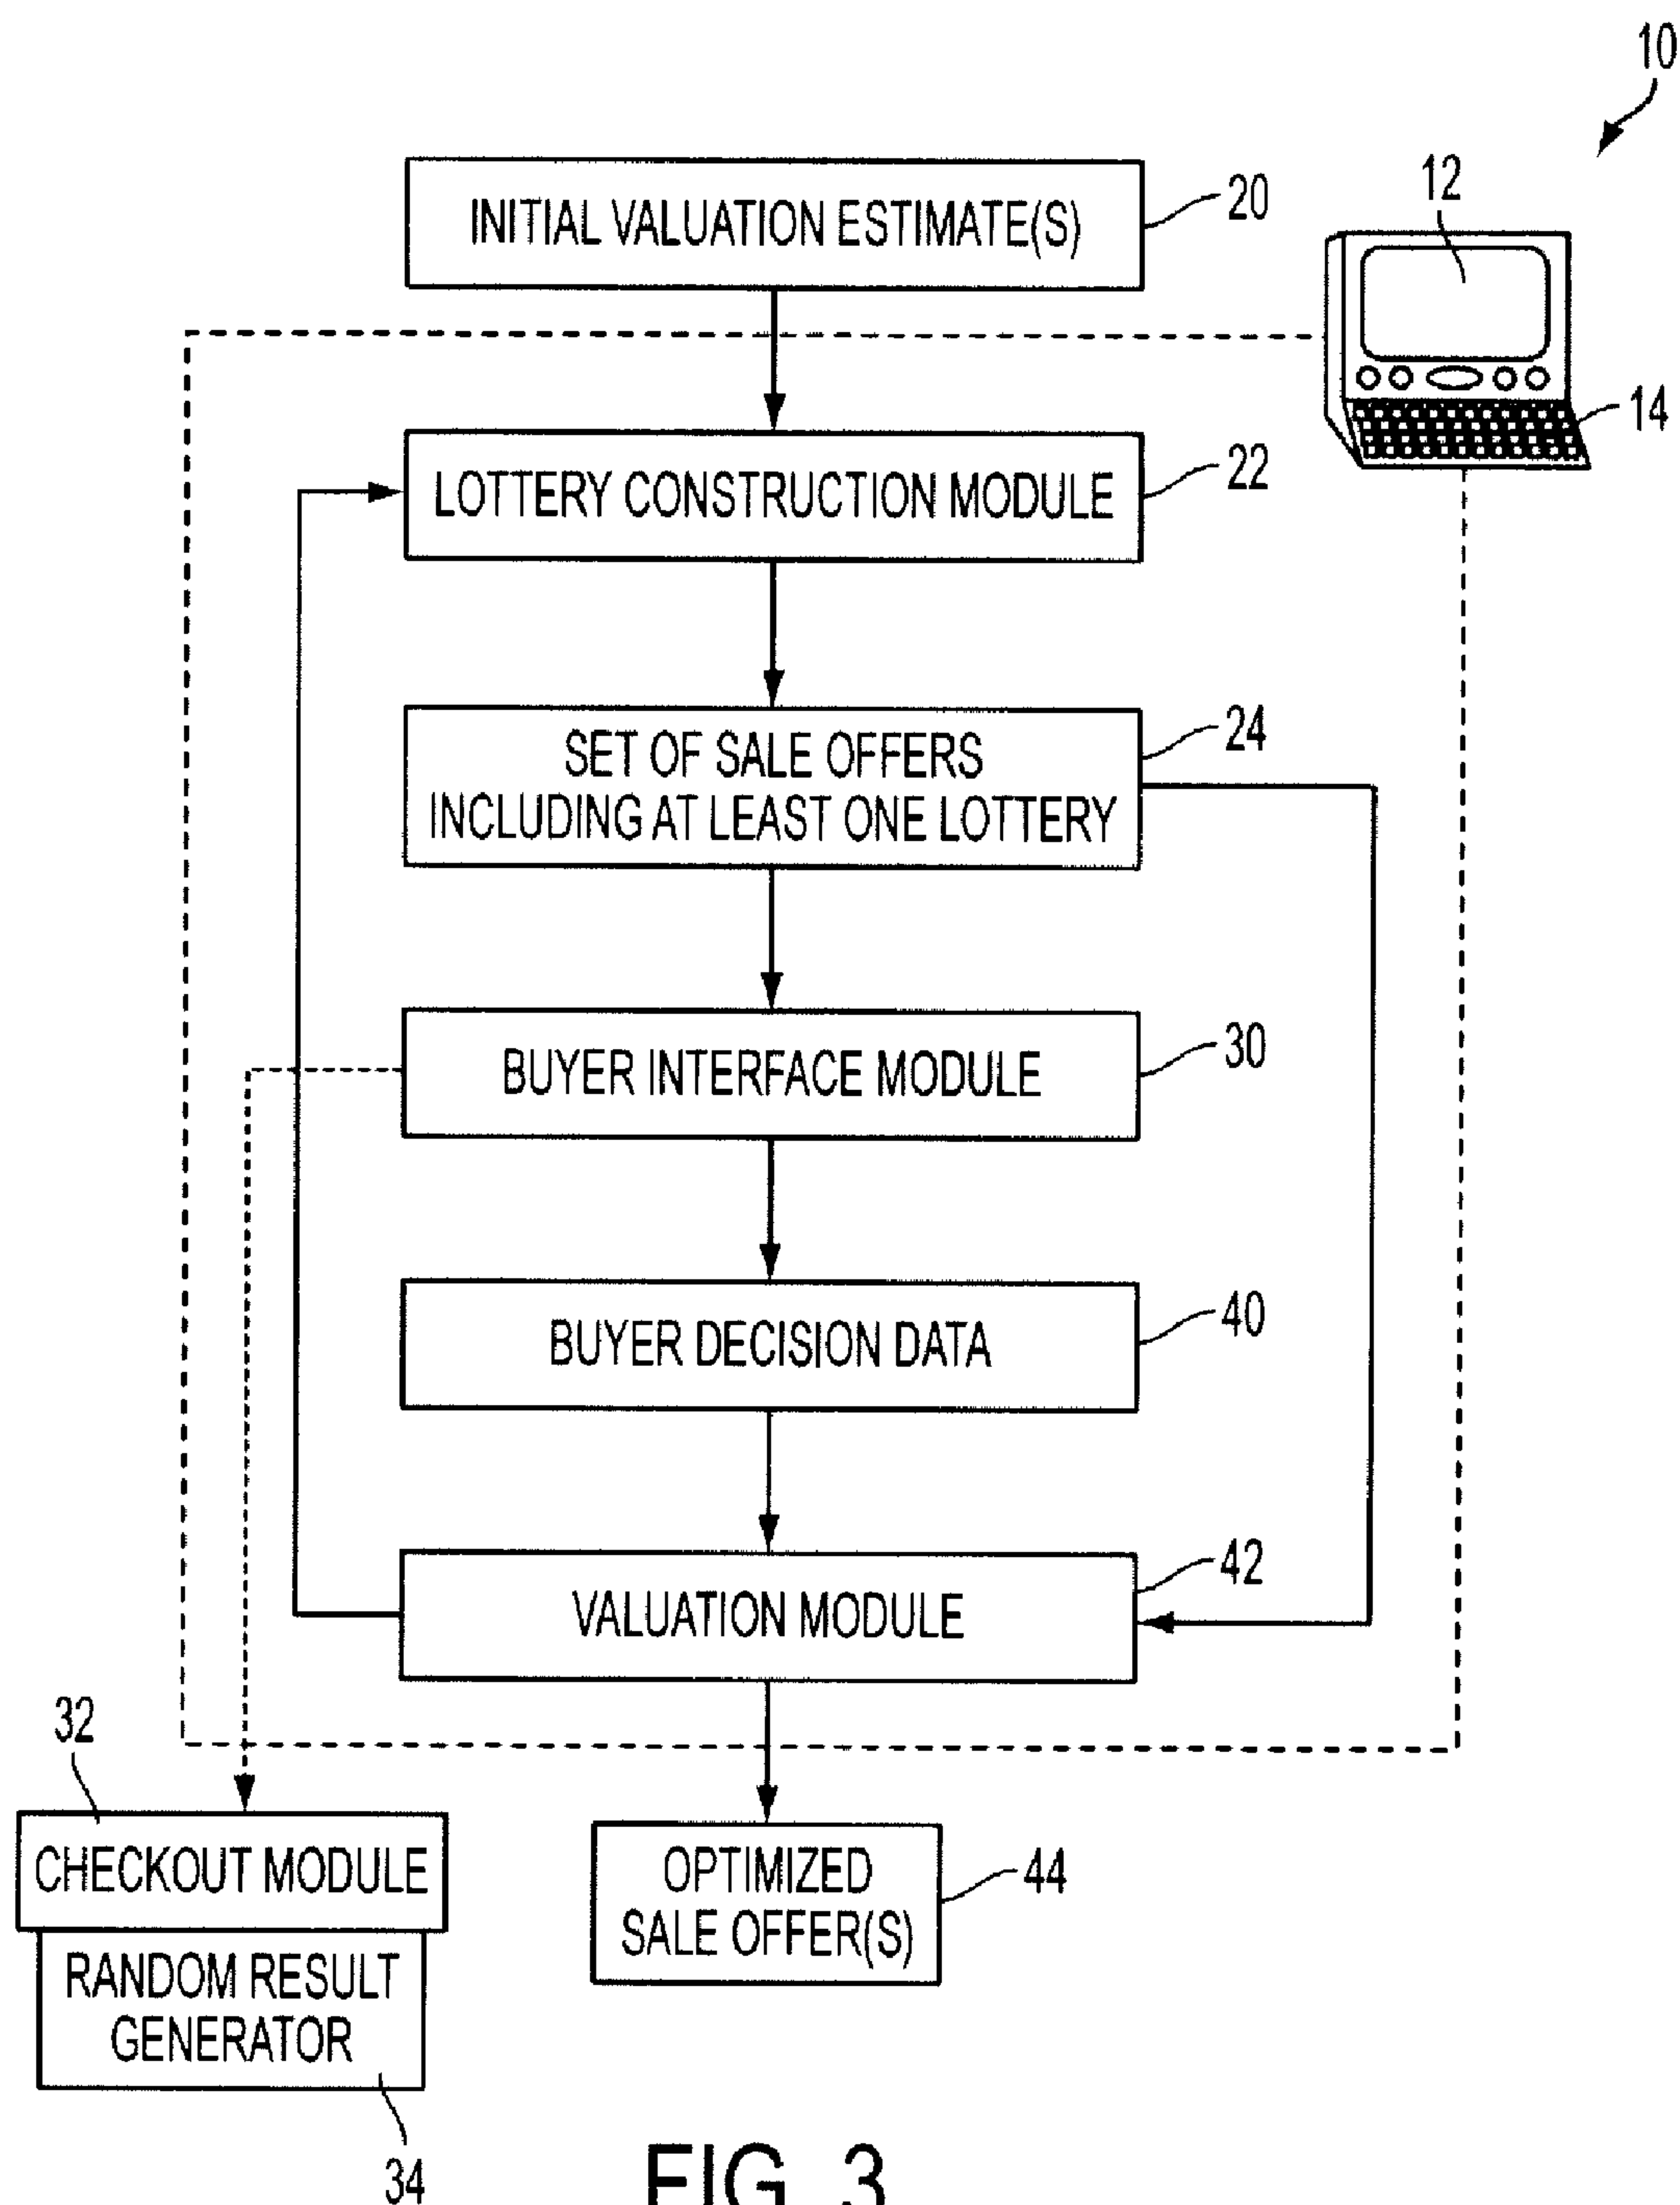 10
INITIAL VALUATION ESTIMATE(S)
20
12
14
LOTTERY CONSTRUCTION MODULE
22
SET OF SALE OFFERS
INCLUDING AT LEAST ONE LOTTERY
24
BUYER INTERFACE MODULE
30
BUYER DECISION DATA
40
VALUATION MODULE
42
32
CHECKOUT MODULE
RANDOM RESULT
GENERATOR
34
OPTIMIZED
SALE OFFER(S)
44
FIG. 3